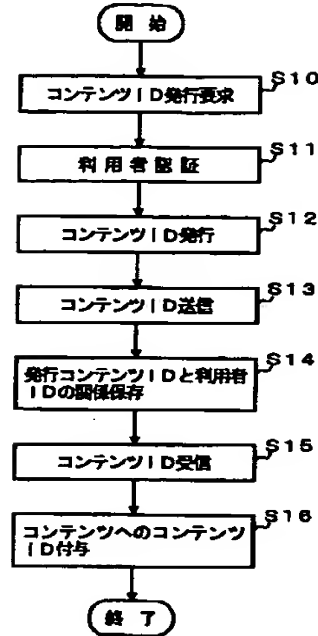 開始
コンテンツID発行要求
S10
利用者認証
S11
コンテンツID発行
S12
コンテンツID送信
S13
発行コンテンツIDと利用者
IDの関係保存
S14
コンテンツID受信
S15
コンテンツへのコンテンツ
ID付与
S16
終了